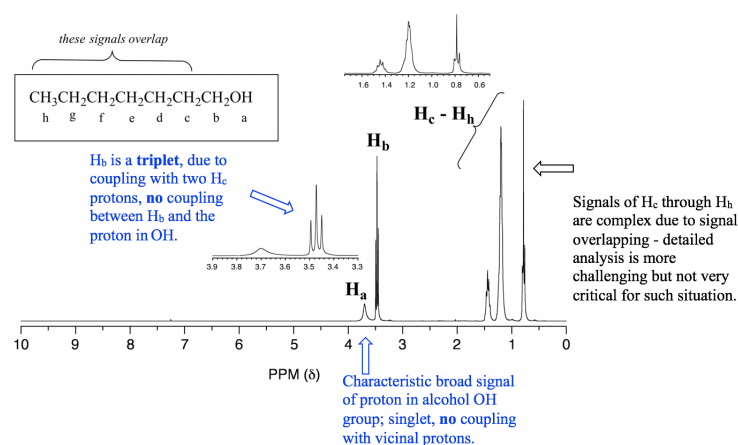 these signals overlap
CH3CH2CH2CH2CH2CH2CH2OH
h g f e d c b a
Hb is a triplet, due to
coupling with two Hc
protons, no coupling
between Hb and the
proton in OH.
1.6 1.4 1.2 1.0 0.8 0.6
Hc - Hh
Hb
Signals of Hc through Hh
are complex due to signal
overlapping - detailed
analysis is more
challenging but not very
critical for such situation.
3.9 3.8 3.7 3.6 3.5 3.4 3.3
Ha
10 9 8 7 6 5 4 3 2 1 0
PPM (δ)
Characteristic broad signal
of proton in alcohol OH
group; singlet, no coupling
with vicinal protons.